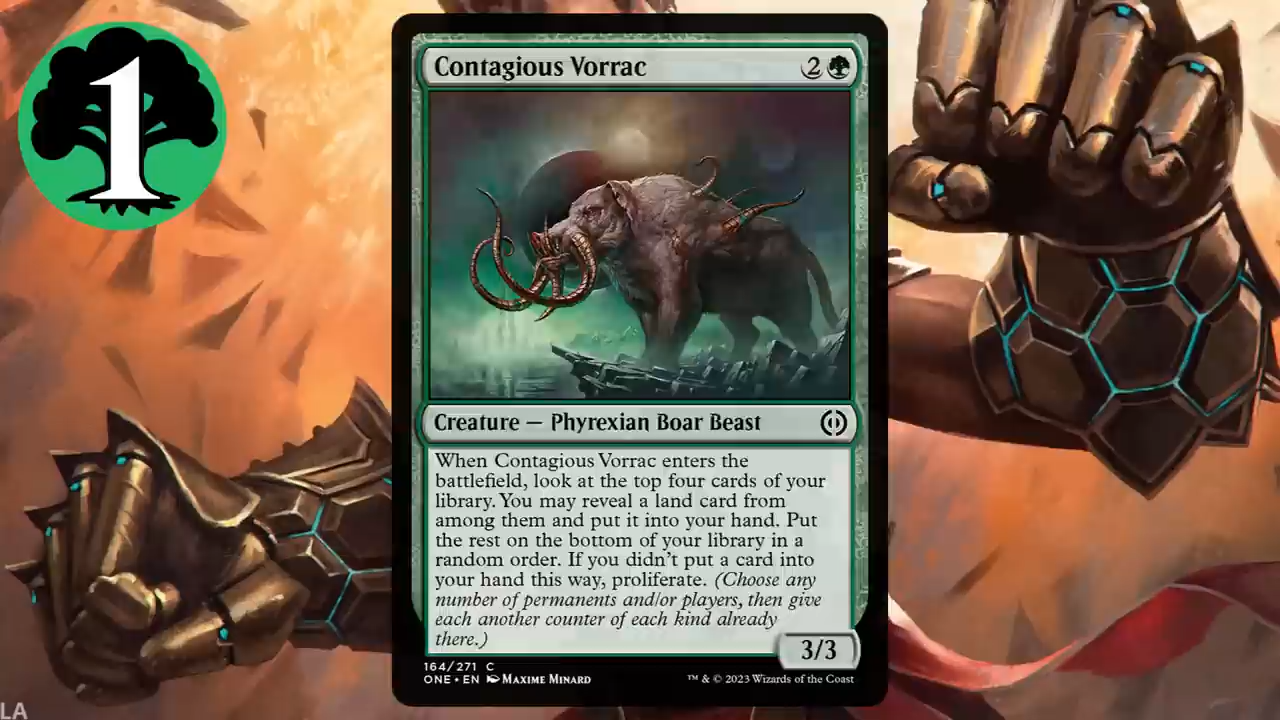 1
Contagious Vorrac 2
Creature — Phyrexian Boar Beast
When Contagious Vorrac enters the
battlefield, look at the top four cards of your
library. You may reveal a land card from
among them and put it into your hand. Put
the rest on the bottom of your library in a
random order. If you didn't put a card into
your hand this way, proliferate. (Choose any
number of permanents and/or players, then give
each another counter of each kind already
there.)
3/3
164/271 C
ONE • EN Maxime Minard
™ & © 2023 Wizards of the Coast
LA